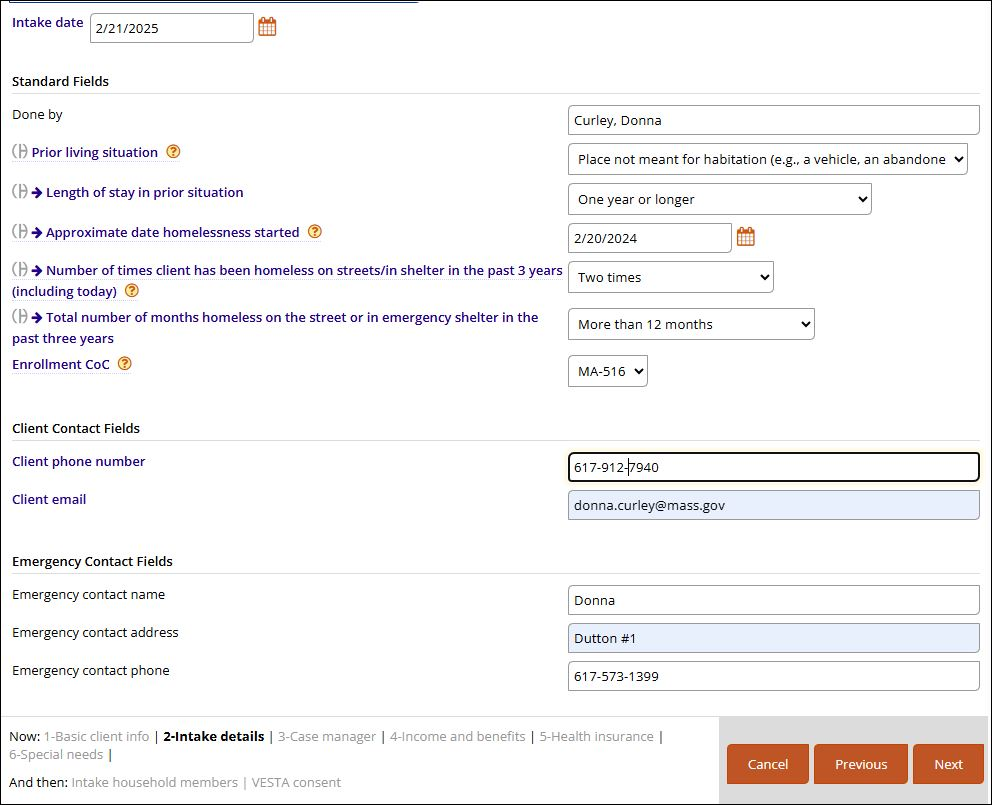 Intake date 2/21/2025
Standard Fields
Done by Curley, Donna
Prior living situation ? Place not meant for habitation (e.g., a vehicle, an abandone
Length of stay in prior situation One year or longer
Approximate date homelessness started ? 2/20/2024
Number of times client has been homeless on streets/in shelter in the past 3 years
(including today) ? Two times
Total number of months homeless on the street or in emergency shelter in the
past three years More than 12 months
Enrollment CoC ? MA-516
Client Contact Fields
Client phone number 617-912-7940
Client email donna.curley@mass.gov
Emergency Contact Fields
Emergency contact name Donna
Emergency contact address Dutton #1
Emergency contact phone 617-573-1399
Now: 1-Basic client info | 2-Intake details | 3-Case manager | 4-Income and benefits | 5-Health insurance |
6-Special needs |
And then: Intake household members | VESTA consent
Cancel Previous Next